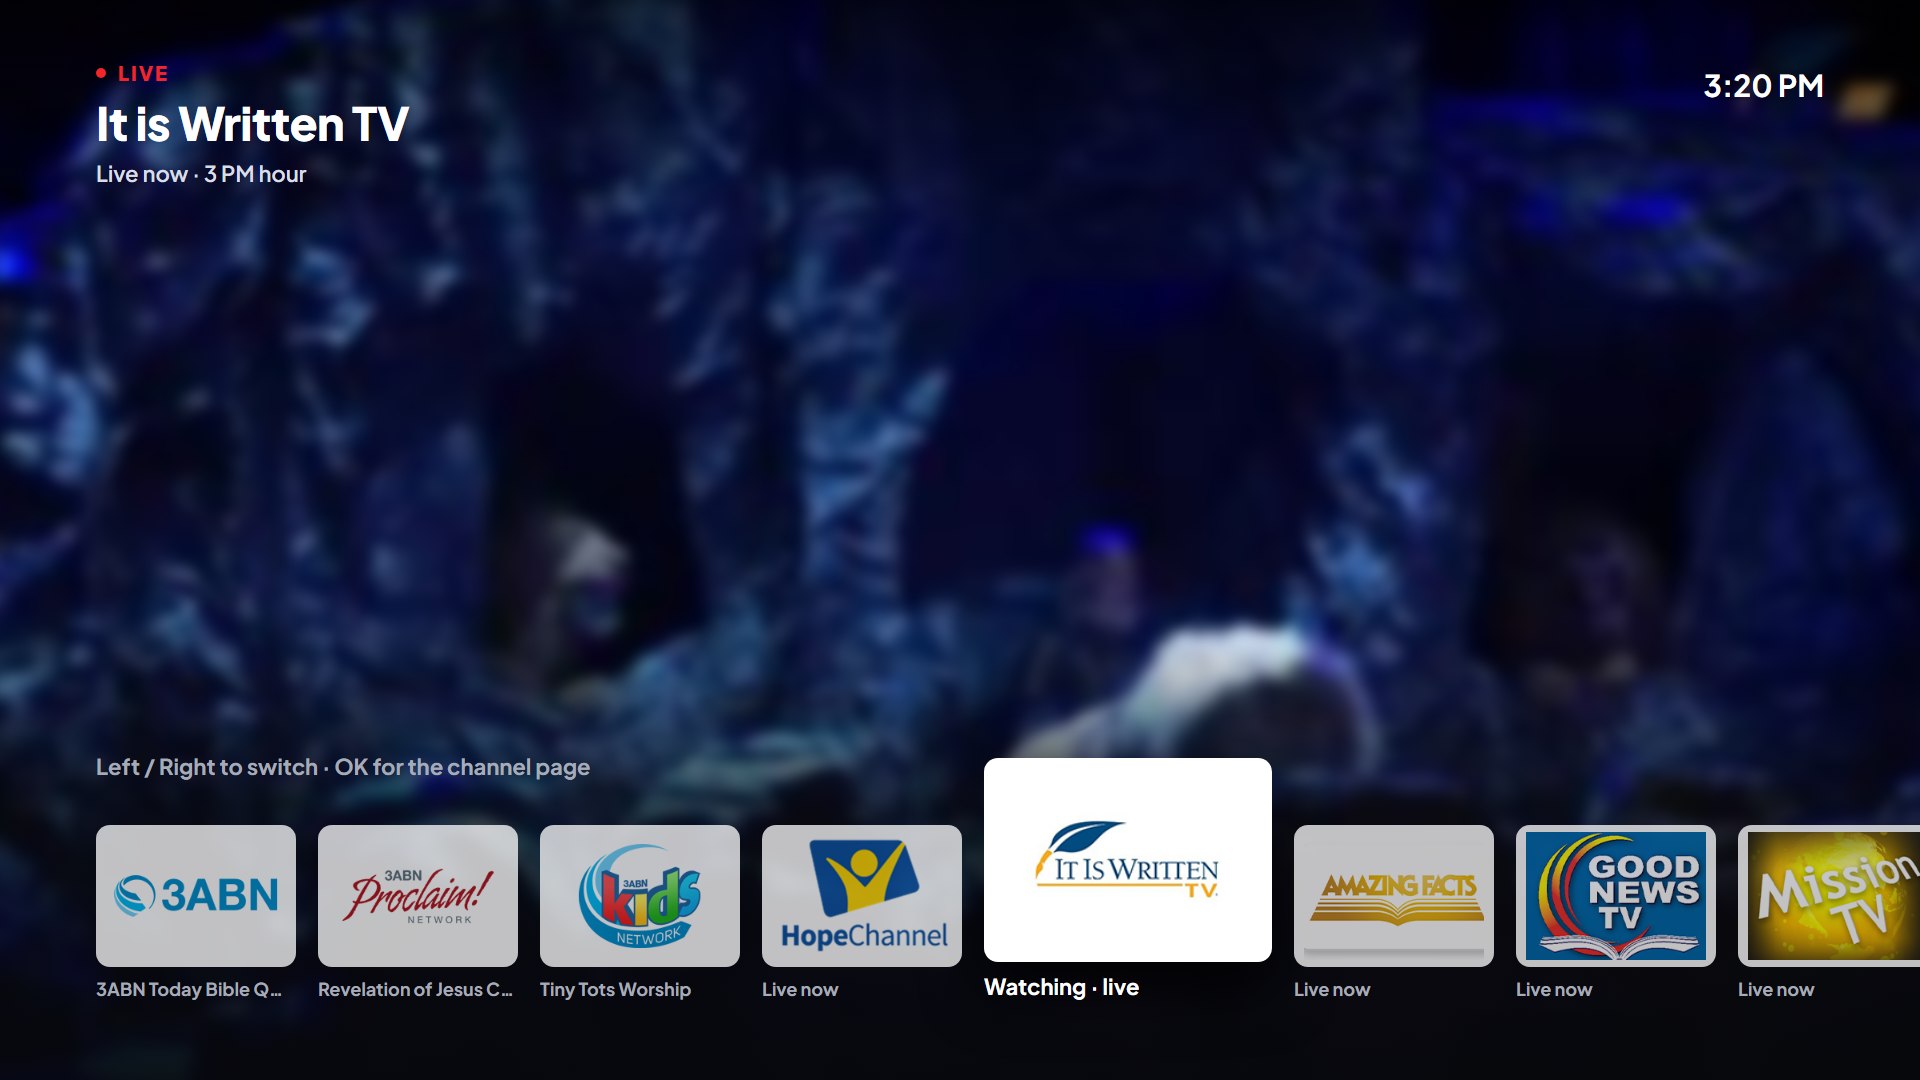 LIVE
It is Written TV
Live now · 3 PM hour
3:20 PM
Left / Right to switch · OK for the channel page
3ABN
3ABN
Proclaim!
NETWORK
3ABN
kids
NETWORK
HopeChannel
IT IS WRITTEN
TV
AMAZING FACTS
GOOD
NEWS
TV
Mission
TV
3ABN Today Bible Q...
Revelation of Jesus C...
Tiny Tots Worship
Live now
Watching · live
Live now
Live now
Live now